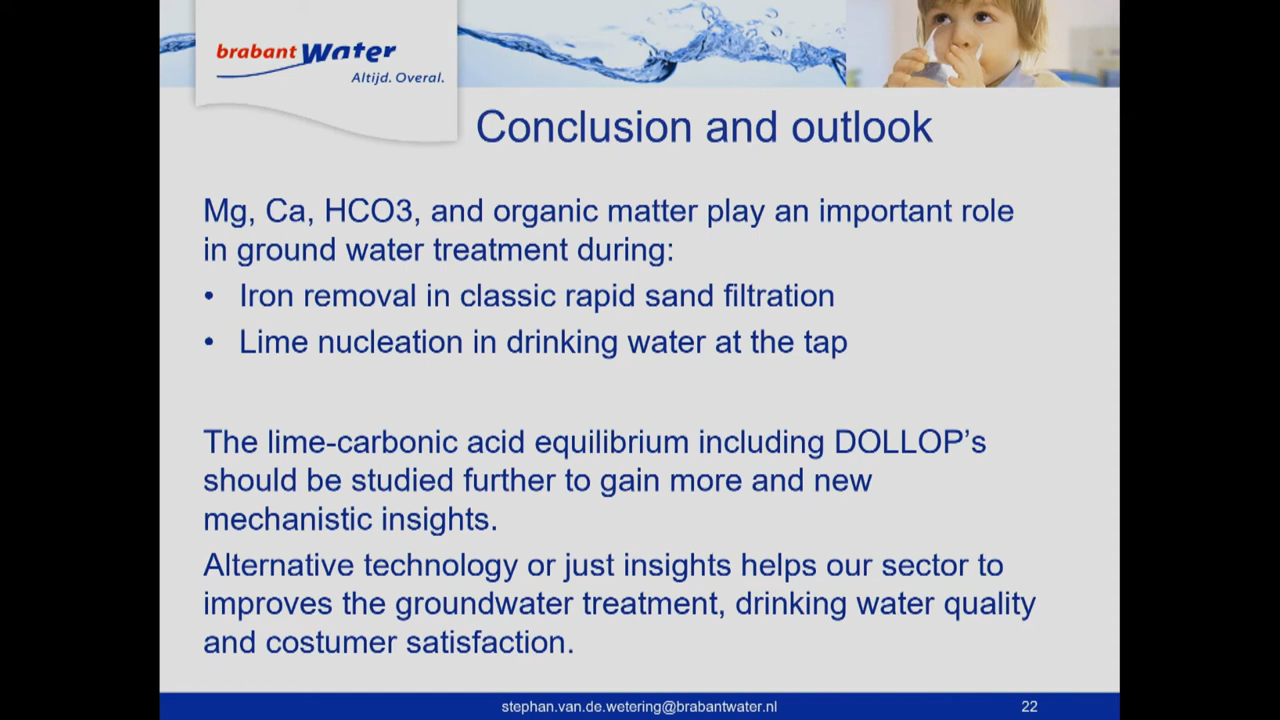 brabant Water
Altijd. Overal.
Conclusion and outlook
Mg, Ca, HCO3, and organic matter play an important role
in ground water treatment during:
• Iron removal in classic rapid sand filtration
• Lime nucleation in drinking water at the tap
The lime-carbonic acid equilibrium including DOLLOP’s
should be studied further to gain more and new
mechanistic insights.
Alternative technology or just insights helps our sector to
improves the groundwater treatment, drinking water quality
and costumer satisfaction.
stephan.van.de.wetering@brabantwater.nl 22